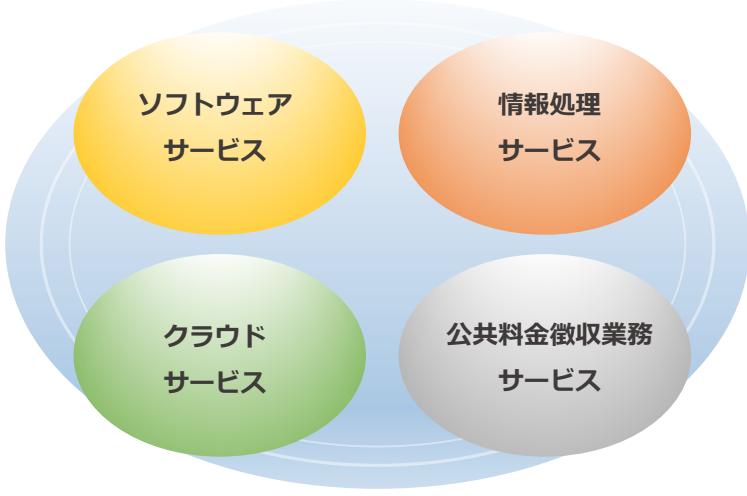 ソフトウェア
サービス
情報処理
サービス
クラウド
サービス
公共料金徴収業務
サービス